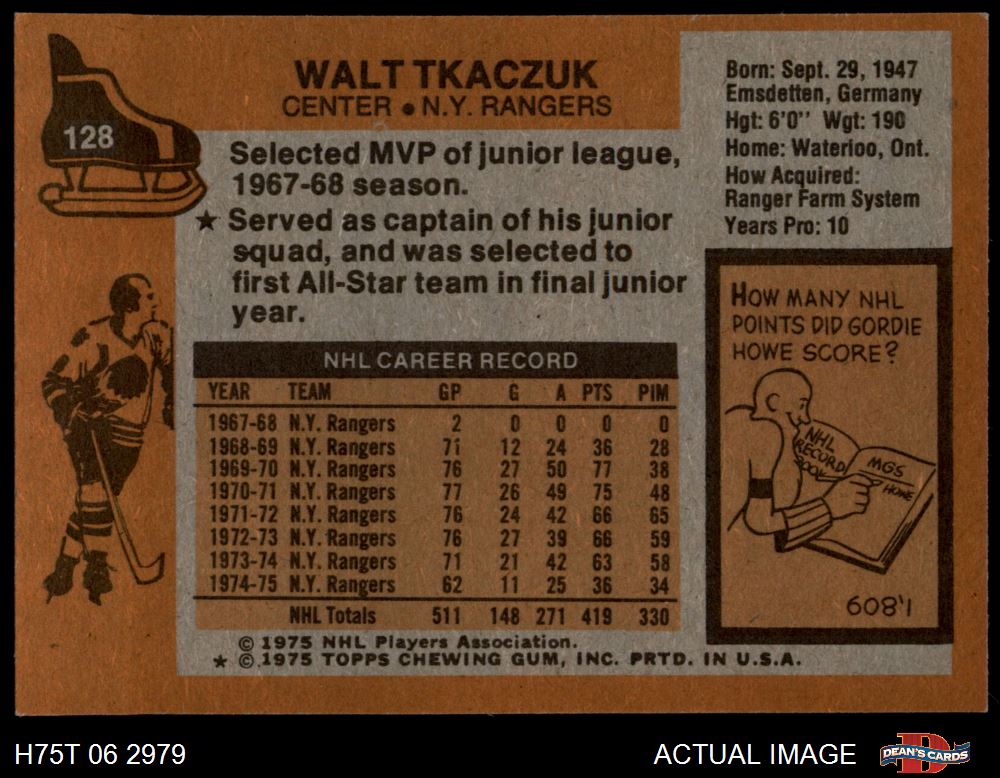 128
WALT TKACZUK
CENTER ● N.Y. RANGERS
Selected MVP of junior league,
1967-68 season.
★ Served as captain of his junior
squad, and was selected to
first All-Star team in final junior
year.
Born: Sept. 29, 1947
Emsdetten, Germany
Hgt: 6'0" Wgt: 190
Home: Waterloo, Ont.
How Acquired:
Ranger Farm System
Years Pro: 10
NHL CAREER RECORD
YEAR TEAM GP G A PTS PIM
1967-68 N.Y. Rangers 2 0 0 0 0
1968-69 N.Y. Rangers 71 12 24 36 28
1969-70 N.Y. Rangers 76 27 50 77 38
1970-71 N.Y. Rangers 77 26 49 75 48
1971-72 N.Y. Rangers 76 24 42 66 65
1972-73 N.Y. Rangers 76 27 39 66 59
1973-74 N.Y. Rangers 71 21 42 63 58
1974-75 N.Y. Rangers 62 11 25 36 34
NHL Totals 511 148 271 419 330
HOW MANY NHL
POINTS DID GORDIE
HOWE SCORE?
NHL
RECORD
BOOK
MGS
HOWE
1,809
© 1975 NHL Players Association.
★ © 1975 TOPPS CHEWING GUM, INC. PRTD. IN U.S.A.
H75T 06 2979
ACTUAL IMAGE
D
DEAN'S CARDS